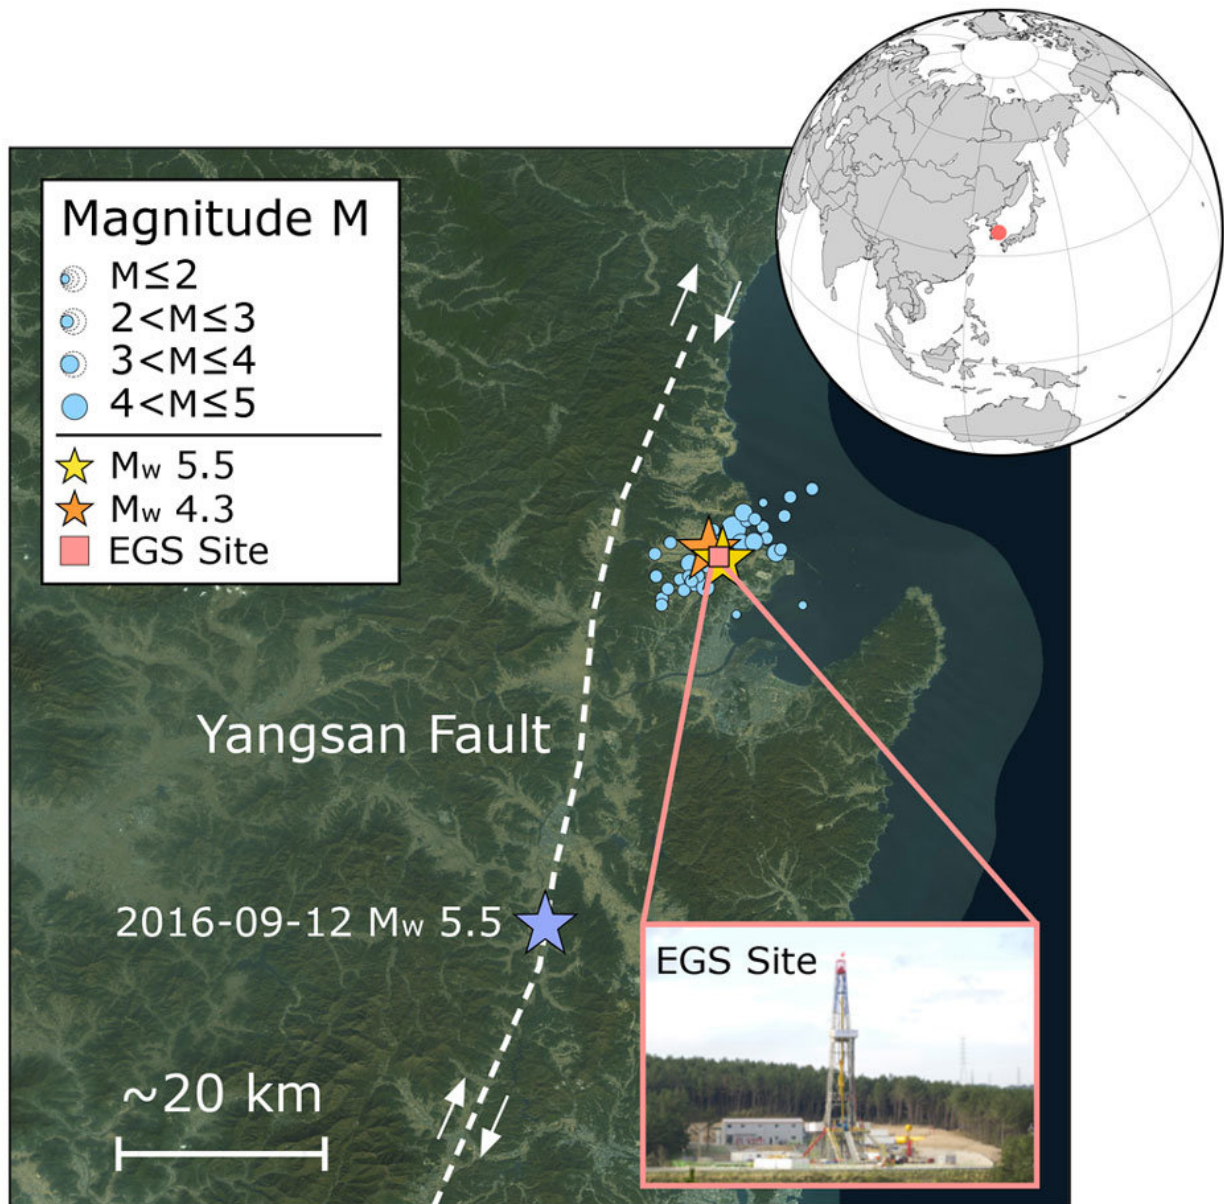 Magnitude M
M≤2
2<M≤3
3<M≤4
4<M≤5
Mw 5.5
Mw 4.3
EGS Site
Yangsan Fault
2016-09-12 Mw 5.5
EGS Site
~20 km